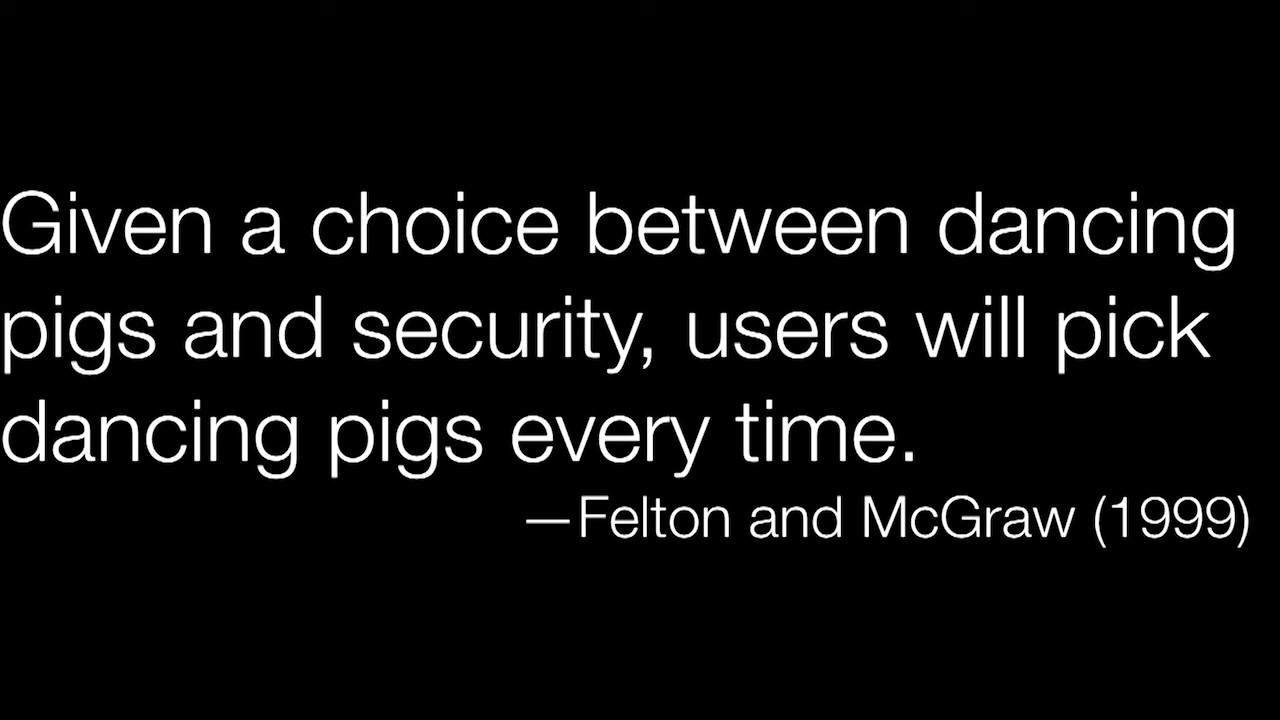 Given a choice between dancing
pigs and security, users will pick
dancing pigs every time.
—Felton and McGraw (1999)